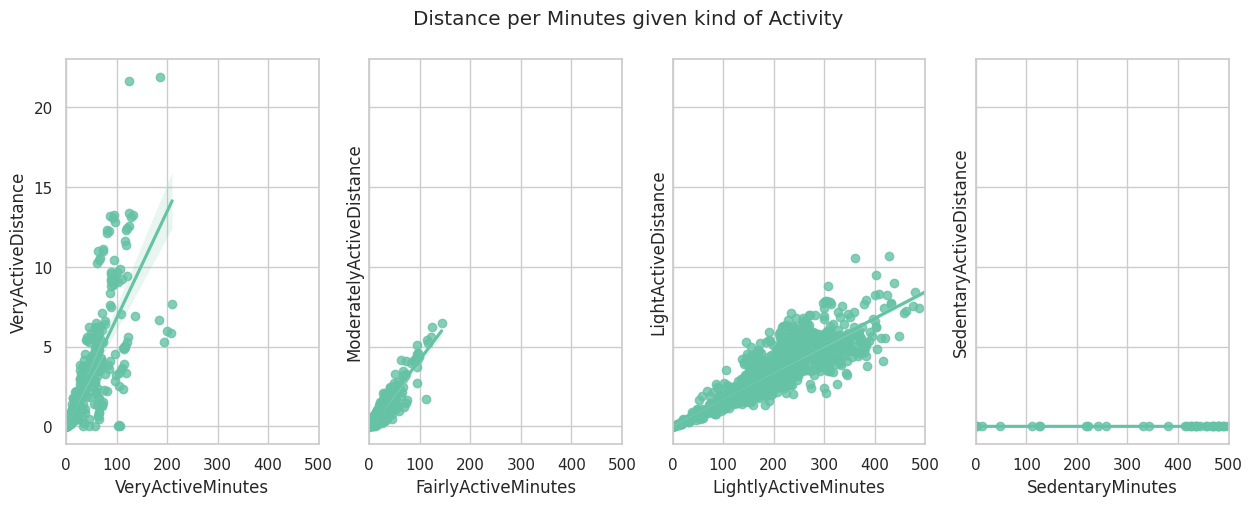 Distance per Minutes given kind of Activity
VeryActiveDistance
20
15
10
5
0
0 100 200 300 400 500
VeryActiveMinutes
ModeratelyActiveDistance
0 100 200 300 400 500
FairlyActiveMinutes
LightActiveDistance
0 100 200 300 400 500
LightlyActiveMinutes
SedentaryActiveDistance
0 100 200 300 400 500
SedentaryMinutes